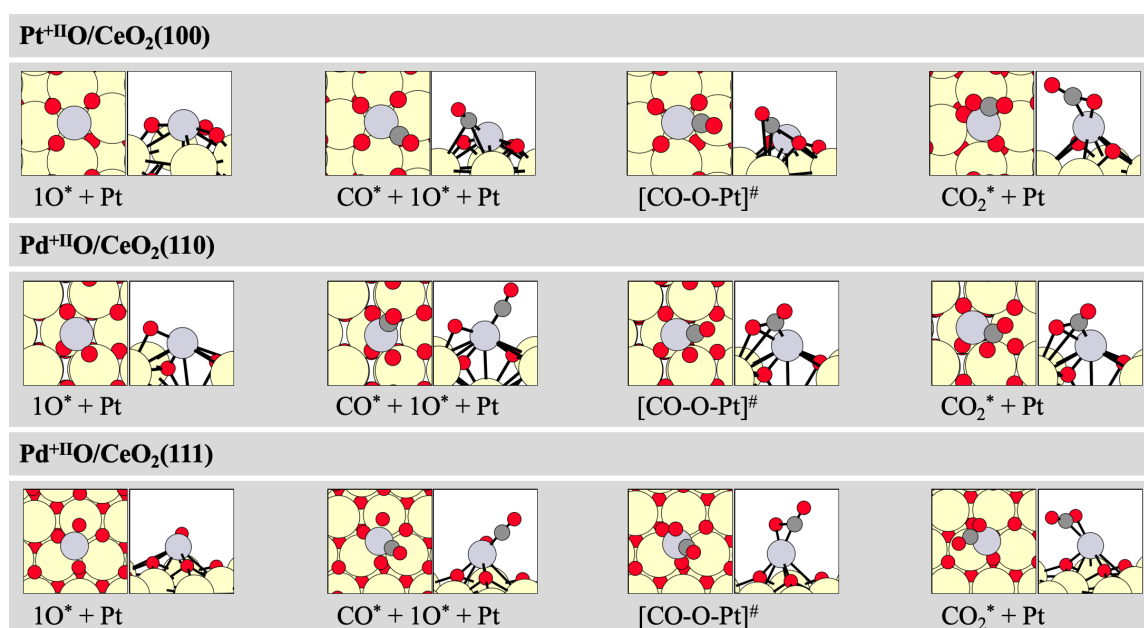 Pt⁺ᴵᴵO/CeO₂(100)
1O* + Pt CO* + 1O* + Pt [CO-O-Pt]# CO₂* + Pt
Pd⁺ᴵᴵO/CeO₂(110)
1O* + Pt CO* + 1O* + Pt [CO-O-Pt]# CO₂* + Pt
Pd⁺ᴵᴵO/CeO₂(111)
1O* + Pt CO* + 1O* + Pt [CO-O-Pt]# CO₂* + Pt